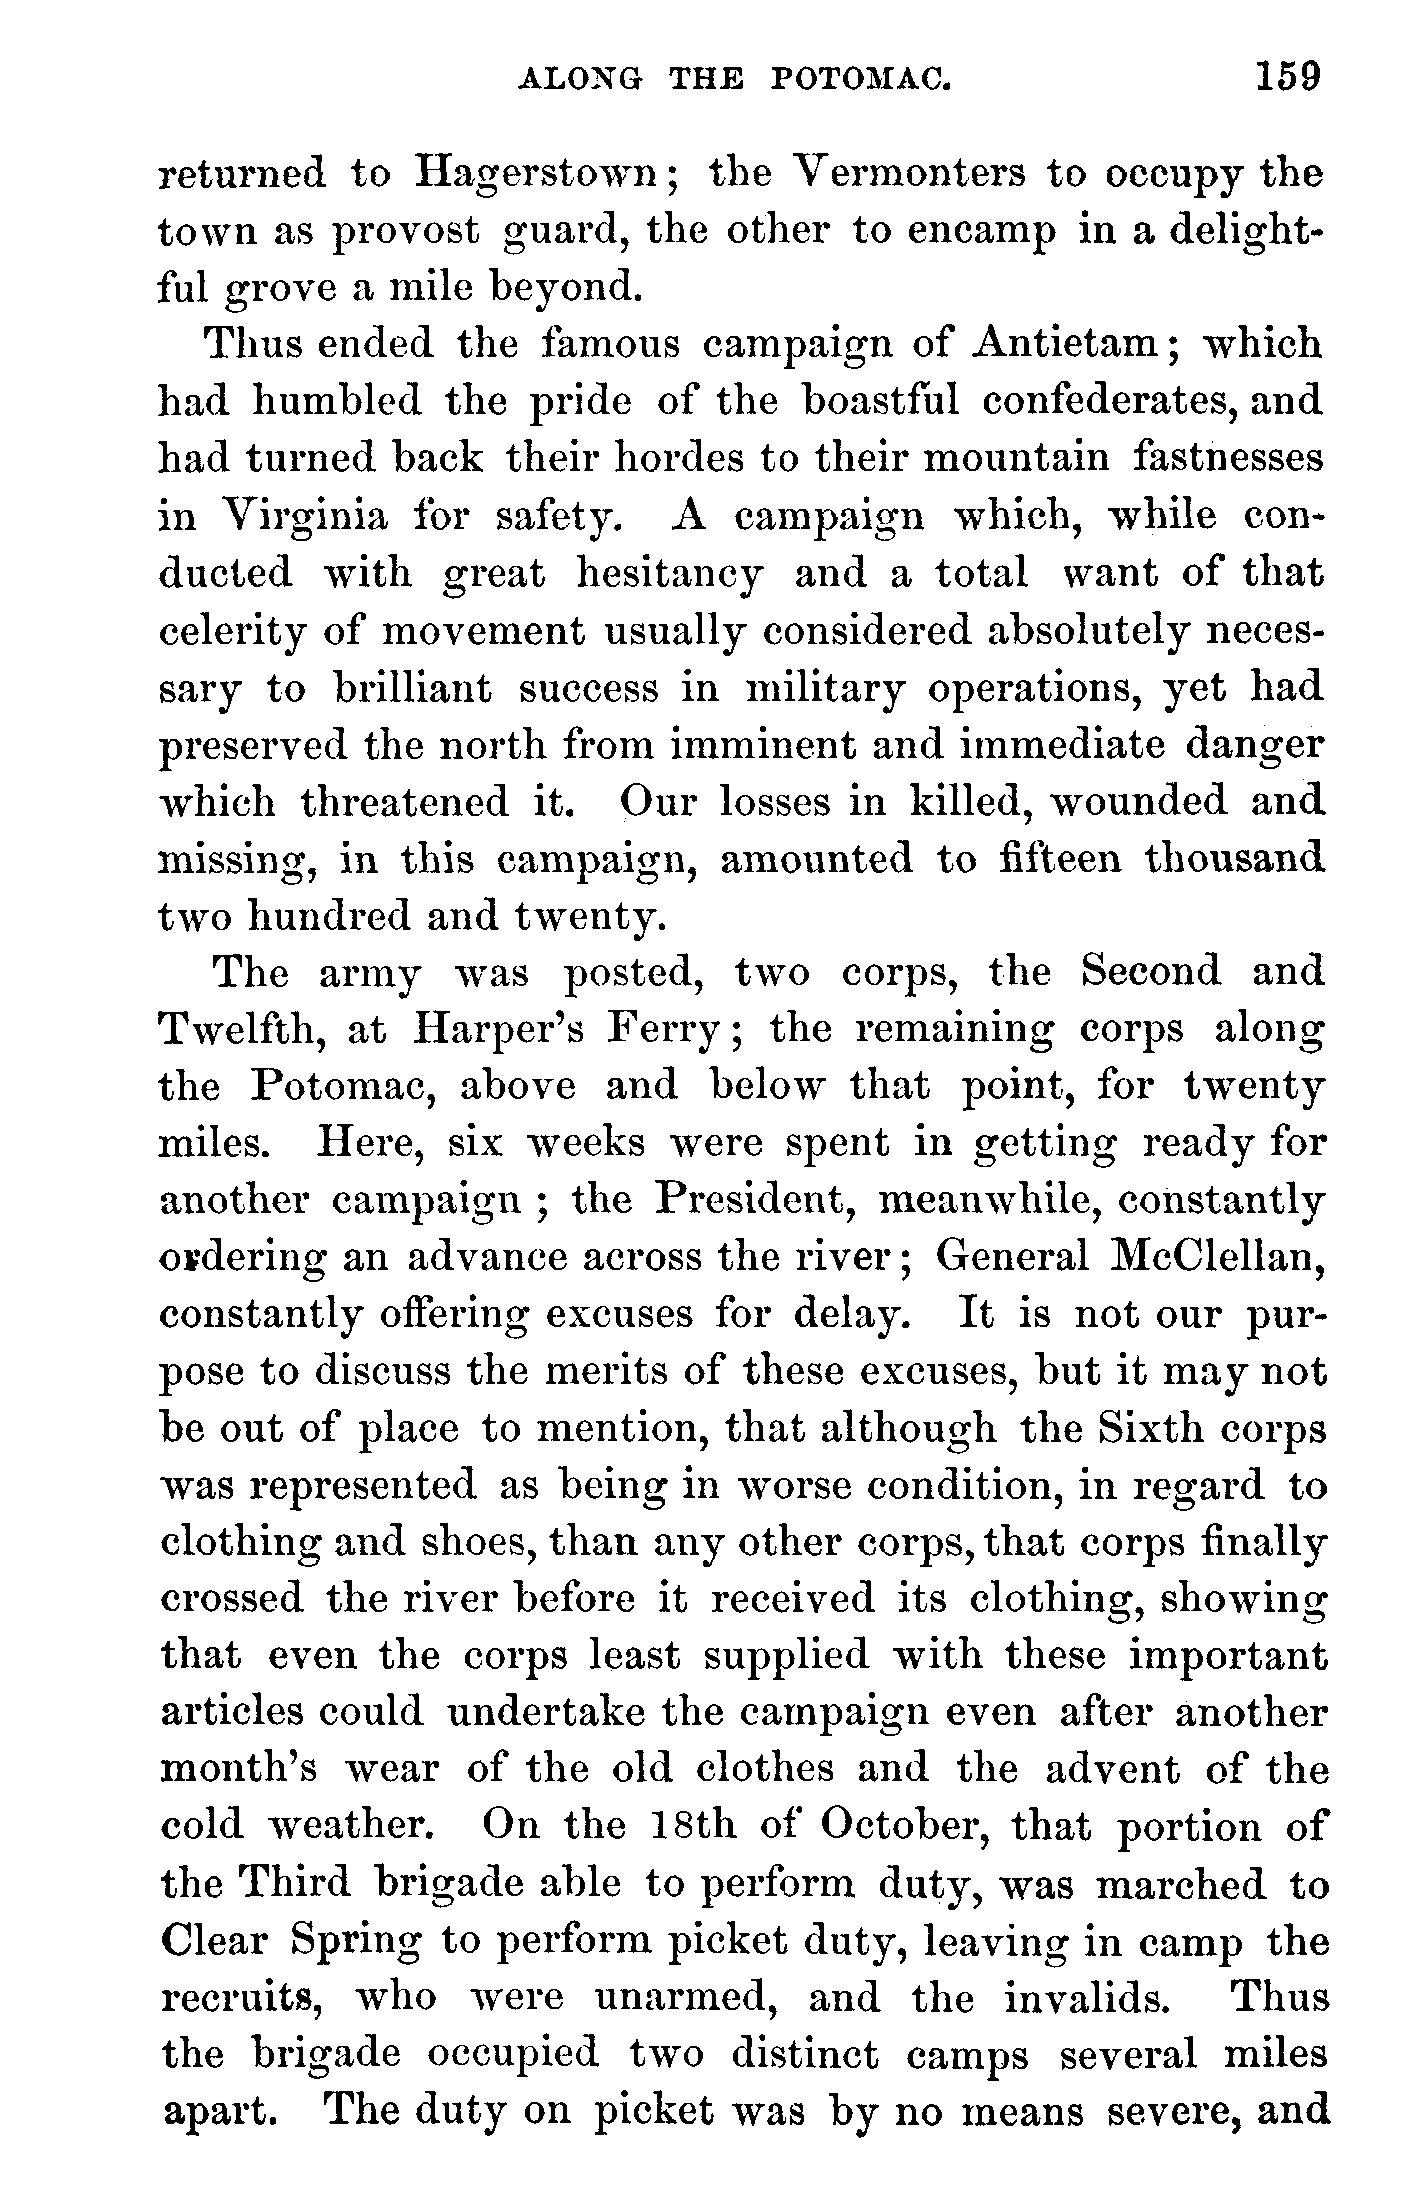 ALONG THE POTOMAC. 159
returned to Hagerstown; the Vermonters to occupy the
town as provost guard, the other to encamp in a delight-
ful grove a mile beyond.
Thus ended the famous campaign of Antietam; which
had humbled the pride of the boastful confederates, and
had turned back their hordes to their mountain fastnesses
in Virginia for safety. A campaign which, while con-
ducted with great hesitancy and a total want of that
celerity of movement usually considered absolutely neces-
sary to brilliant success in military operations, yet had
preserved the north from imminent and immediate danger
which threatened it. Our losses in killed, wounded and
missing, in this campaign, amounted to fifteen thousand
two hundred and twenty.
The army was posted, two corps, the Second and
Twelfth, at Harper's Ferry; the remaining corps along
the Potomac, above and below that point, for twenty
miles. Here, six weeks were spent in getting ready for
another campaign ; the President, meanwhile, constantly
ordering an advance across the river; General McClellan,
constantly offering excuses for delay. It is not our pur-
pose to discuss the merits of these excuses, but it may not
be out of place to mention, that although the Sixth corps
was represented as being in worse condition, in regard to
clothing and shoes, than any other corps, that corps finally
crossed the river before it received its clothing, showing
that even the corps least supplied with these important
articles could undertake the campaign even after another
month's wear of the old clothes and the advent of the
cold weather. On the 18th of October, that portion of
the Third brigade able to perform duty, was marched to
Clear Spring to perform picket duty, leaving in camp the
recruits, who were unarmed, and the invalids. Thus
the brigade occupied two distinct camps several miles
apart. The duty on picket was by no means severe, and